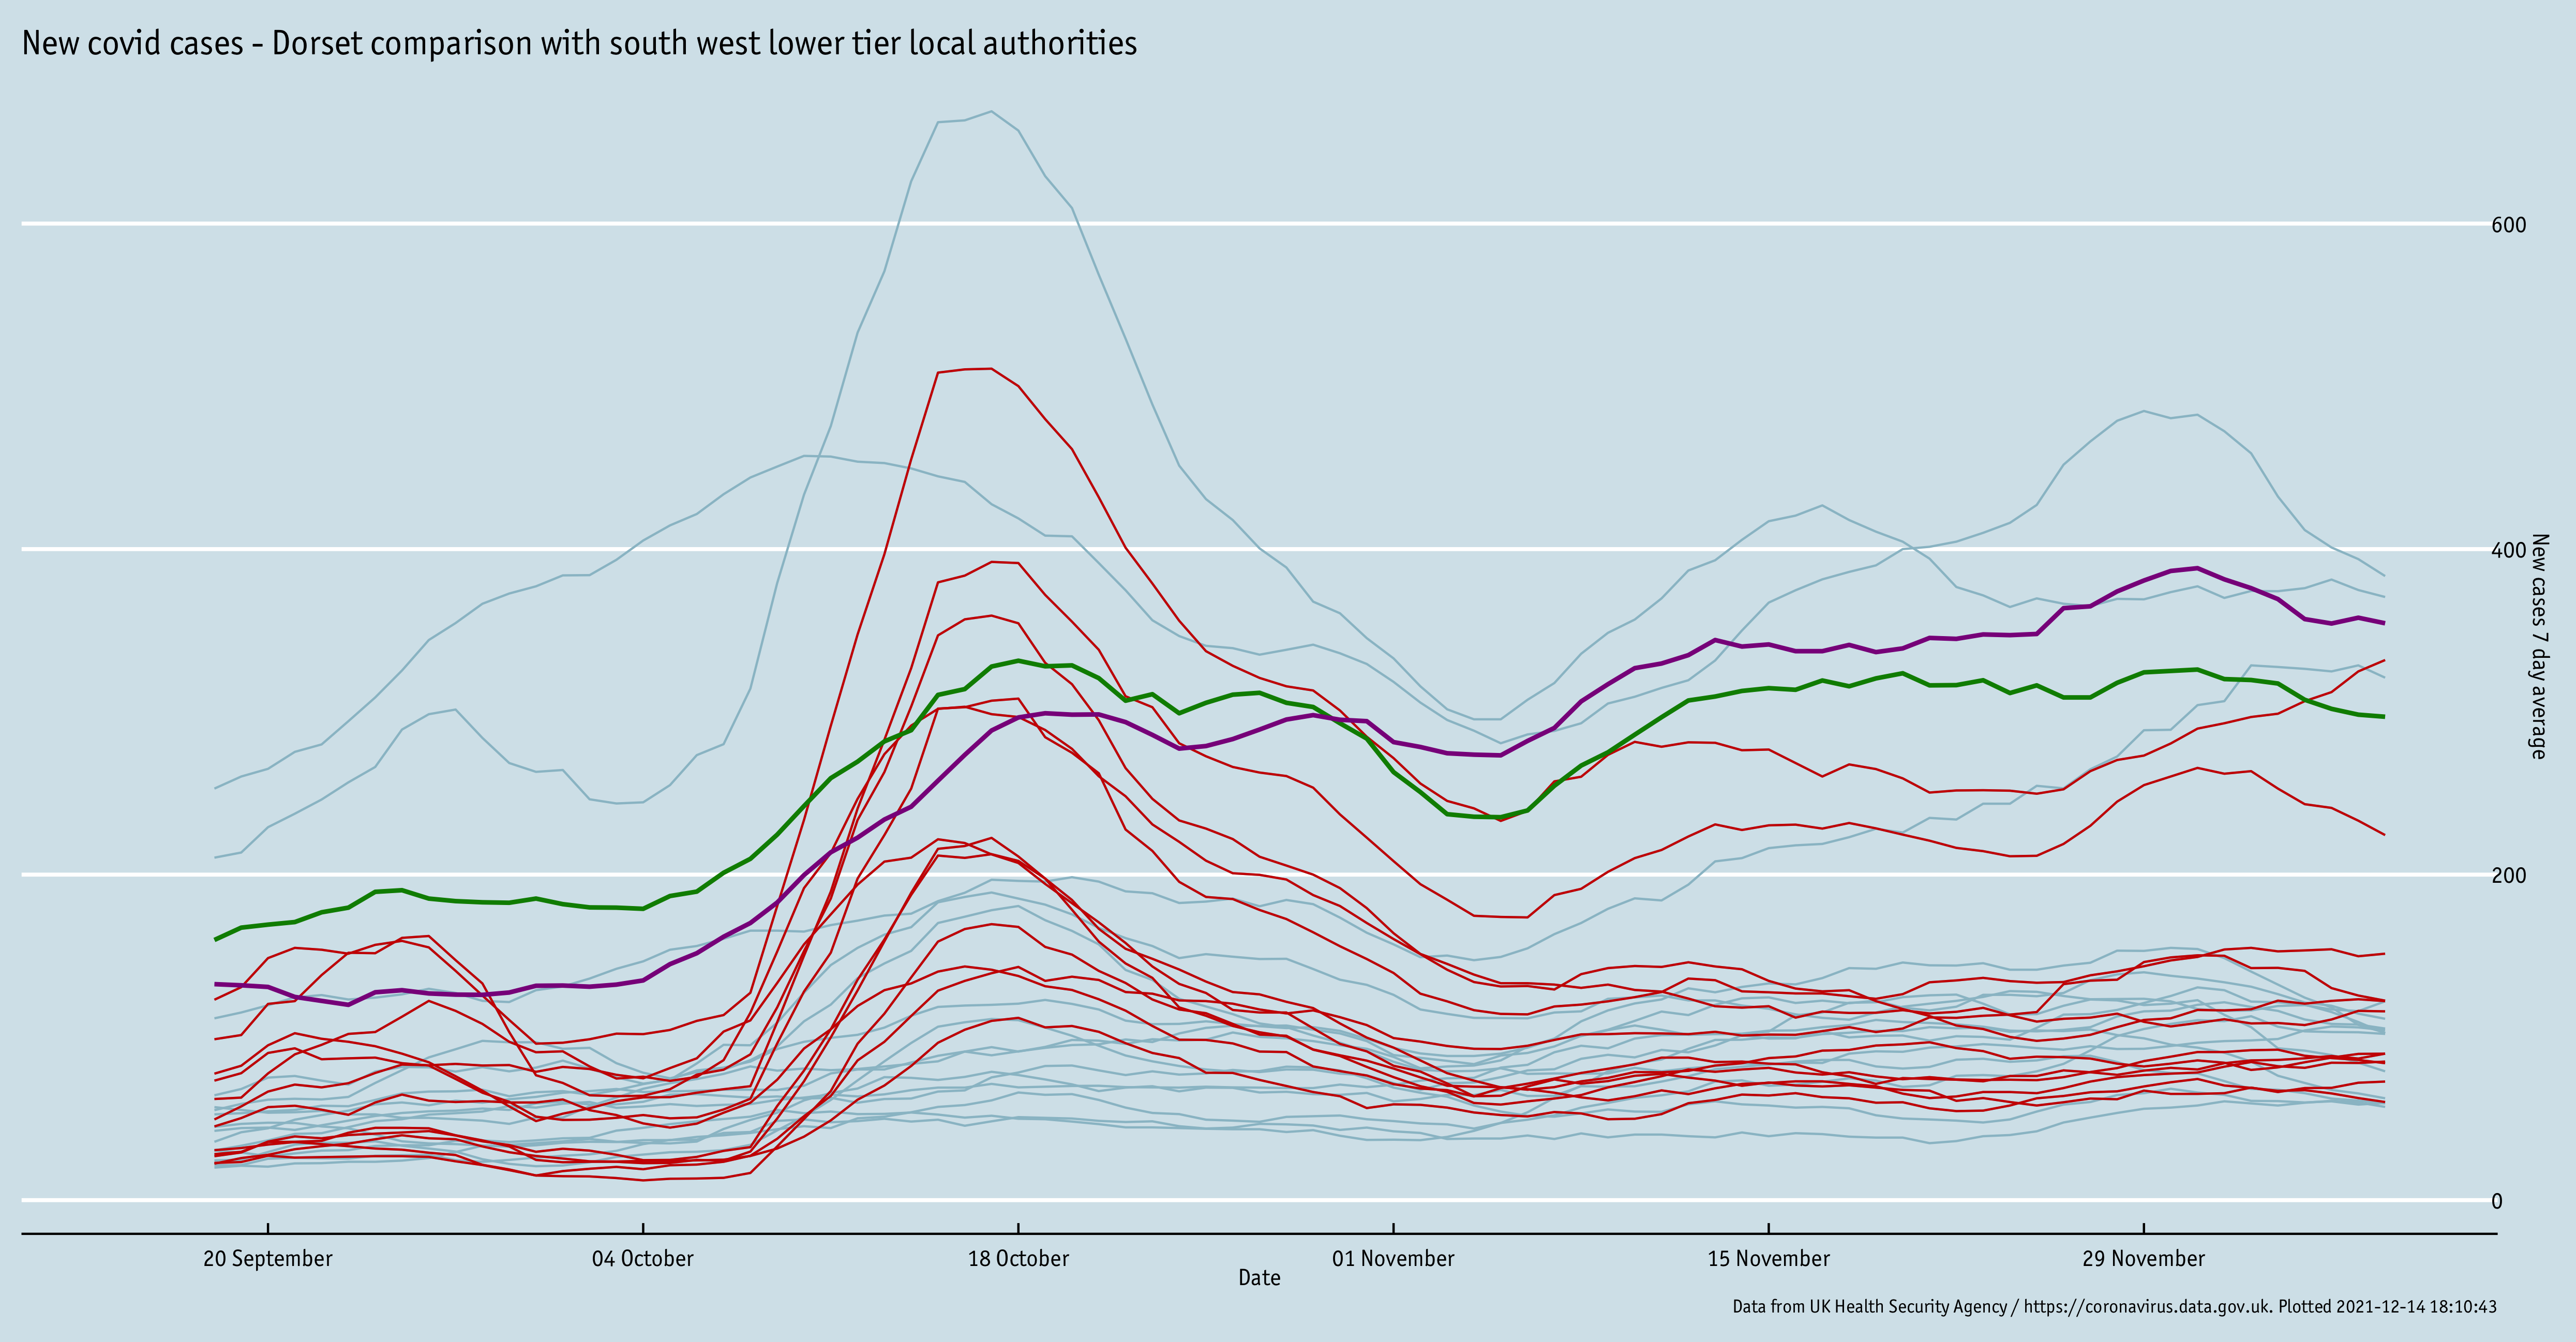 New covid cases - Dorset comparison with south west lower tier local authorities
600
400
200
0
New cases 7 day average
20 September
04 October
18 October
01 November
15 November
29 November
Date
Data from UK Health Security Agency / https://coronavirus.data.gov.uk. Plotted 2021-12-14 18:10:43